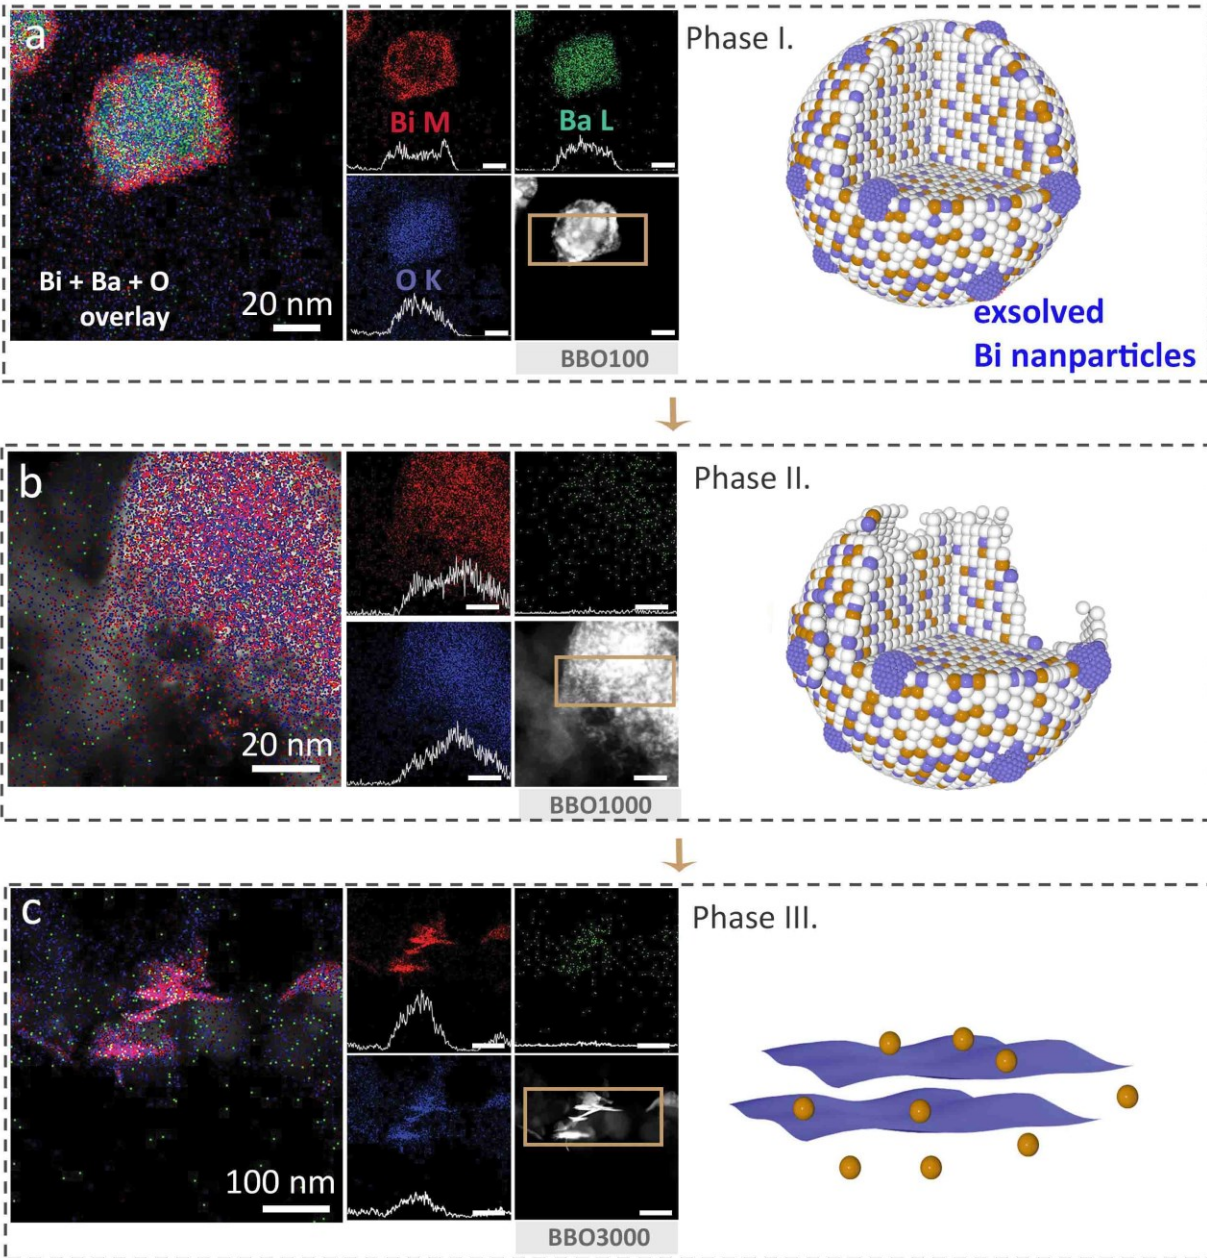 a
Bi + Ba + O
overlay
20 nm
Bi M
Ba L
O K
BBO100
Phase I.
exsolved
Bi nanparticles
b
20 nm
BBO1000
Phase II.
c
100 nm
BBO3000
Phase III.